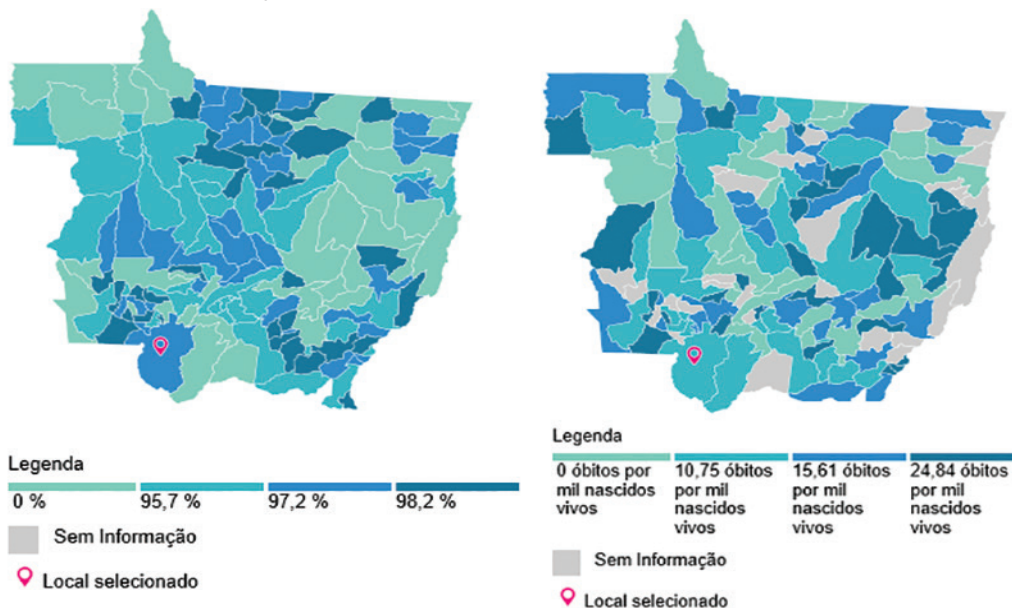 Legenda
0 %
95,7 %
97,2 %
98,2 %
Sem Informação
Local selecionado
Legenda
0 óbitos por
mil nascidos
vivos
10,75 óbitos
por mil
nascidos
vivos
15,61 óbitos
por mil
nascidos
vivos
24,84 óbitos
por mil
nascidos
vivos
Sem Informação
Local selecionado